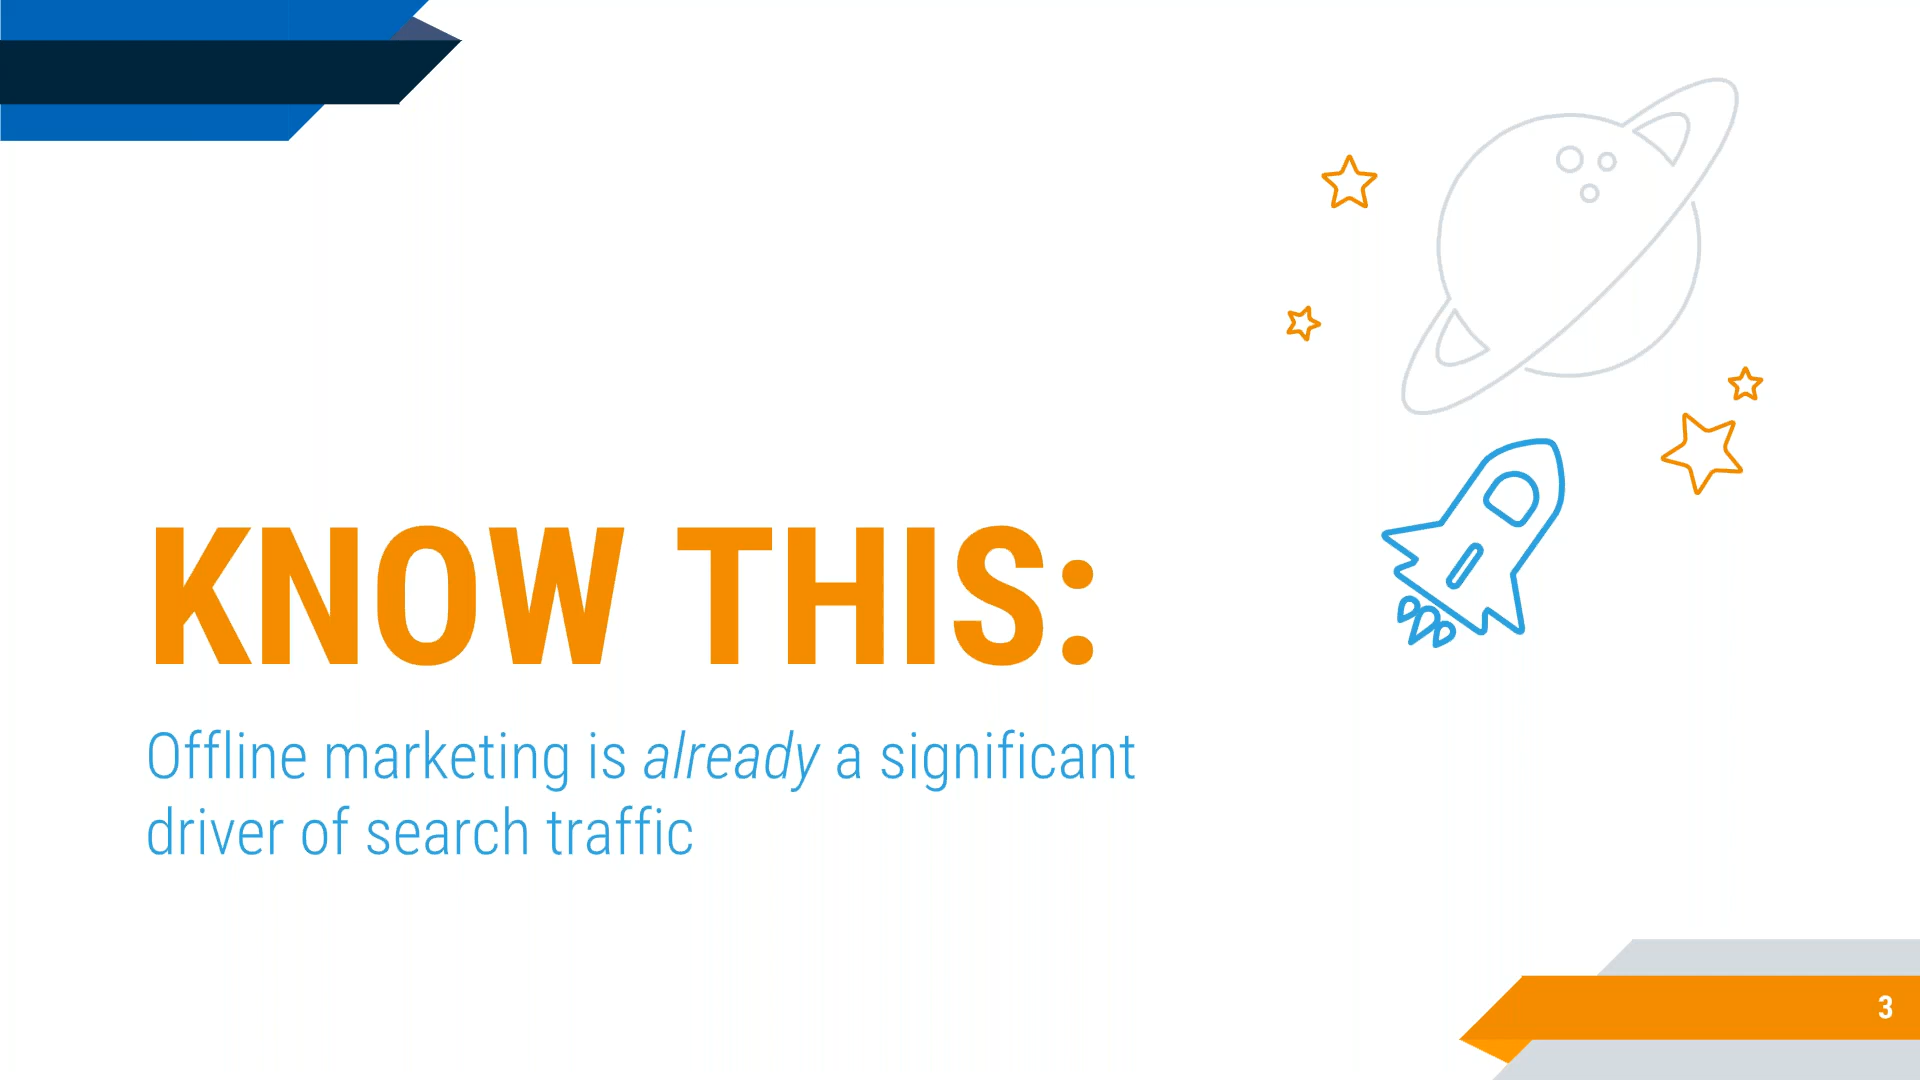 KNOW THIS:
Offline marketing is already a significant
driver of search traffic
3